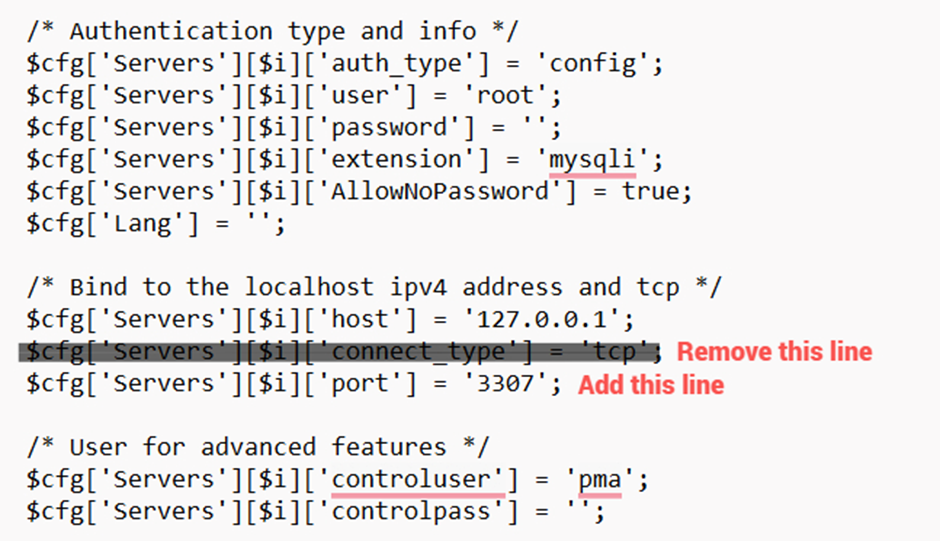 /* Authentication type and info */
$cfg['Servers'][$i]['auth_type'] = 'config';
$cfg['Servers'][$i]['user'] = 'root';
$cfg['Servers'][$i]['password'] = '';
$cfg['Servers'][$i]['extension'] = 'mysqli';
$cfg['Servers'][$i]['AllowNoPassword'] = true;
$cfg['Lang'] = '';
/* Bind to the localhost ipv4 address and tcp */
$cfg['Servers'][$i]['host'] = '127.0.0.1';
$cfg['Servers'][$i]['connect_type'] = 'tcp'; Remove this line
$cfg['Servers'][$i]['port'] = '3307'; Add this line
/* User for advanced features */
$cfg['Servers'][$i]['controluser'] = 'pma';
$cfg['Servers'][$i]['controlpass'] = '';